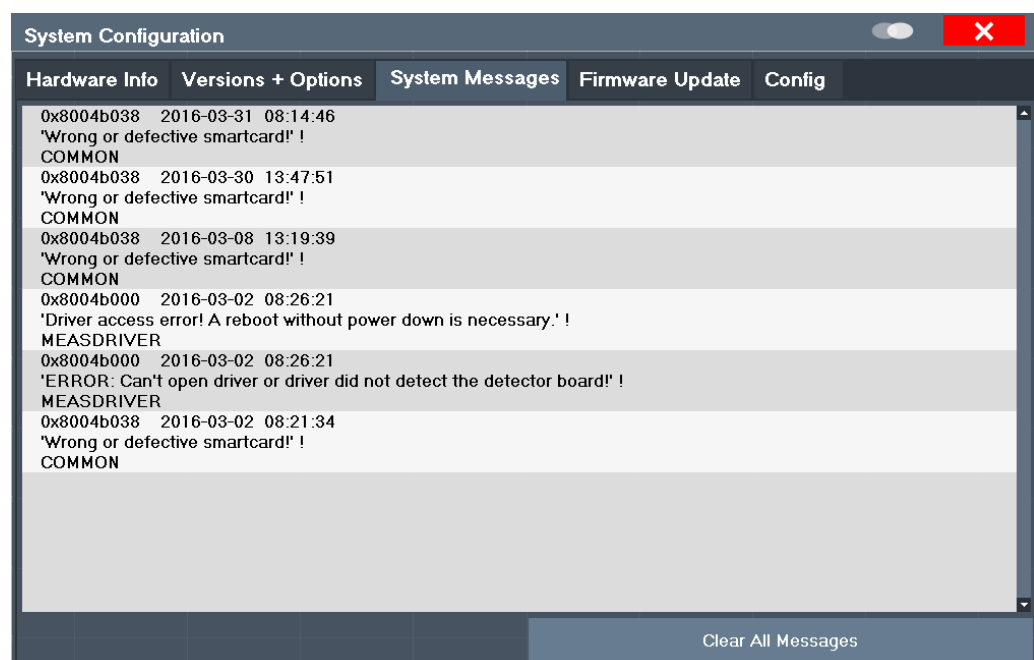 System Configuration
Hardware Info Versions + Options System Messages Firmware Update Config
0x8004b038 2016-03-31 08:14:46
'Wrong or defective smartcard!' !
COMMON
0x8004b038 2016-03-30 13:47:51
'Wrong or defective smartcard!' !
COMMON
0x8004b038 2016-03-08 13:19:39
'Wrong or defective smartcard!' !
COMMON
0x8004b000 2016-03-02 08:26:21
'Driver access error! A reboot without power down is necessary.' !
MEASDRIVER
0x8004b000 2016-03-02 08:26:21
'ERROR: Can't open driver or driver did not detect the detector board!' !
MEASDRIVER
0x8004b038 2016-03-02 08:21:34
'Wrong or defective smartcard!' !
COMMON
Clear All Messages